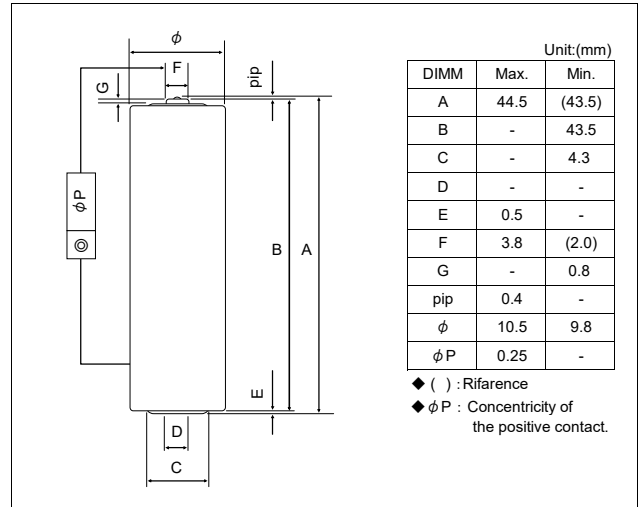 ϕ
F
G
pip
ϕP
◎
B
A
E
D
C
Unit:(mm)
DIMM Max. Min.
A 44.5 (43.5)
B - 43.5
C - 4.3
D - -
E 0.5 -
F 3.8 (2.0)
G - 0.8
pip 0.4 -
ϕ 10.5 9.8
ϕP 0.25 -
◆ ( ) : Rifarence
◆ ϕP : Concentricity of
the positive contact.